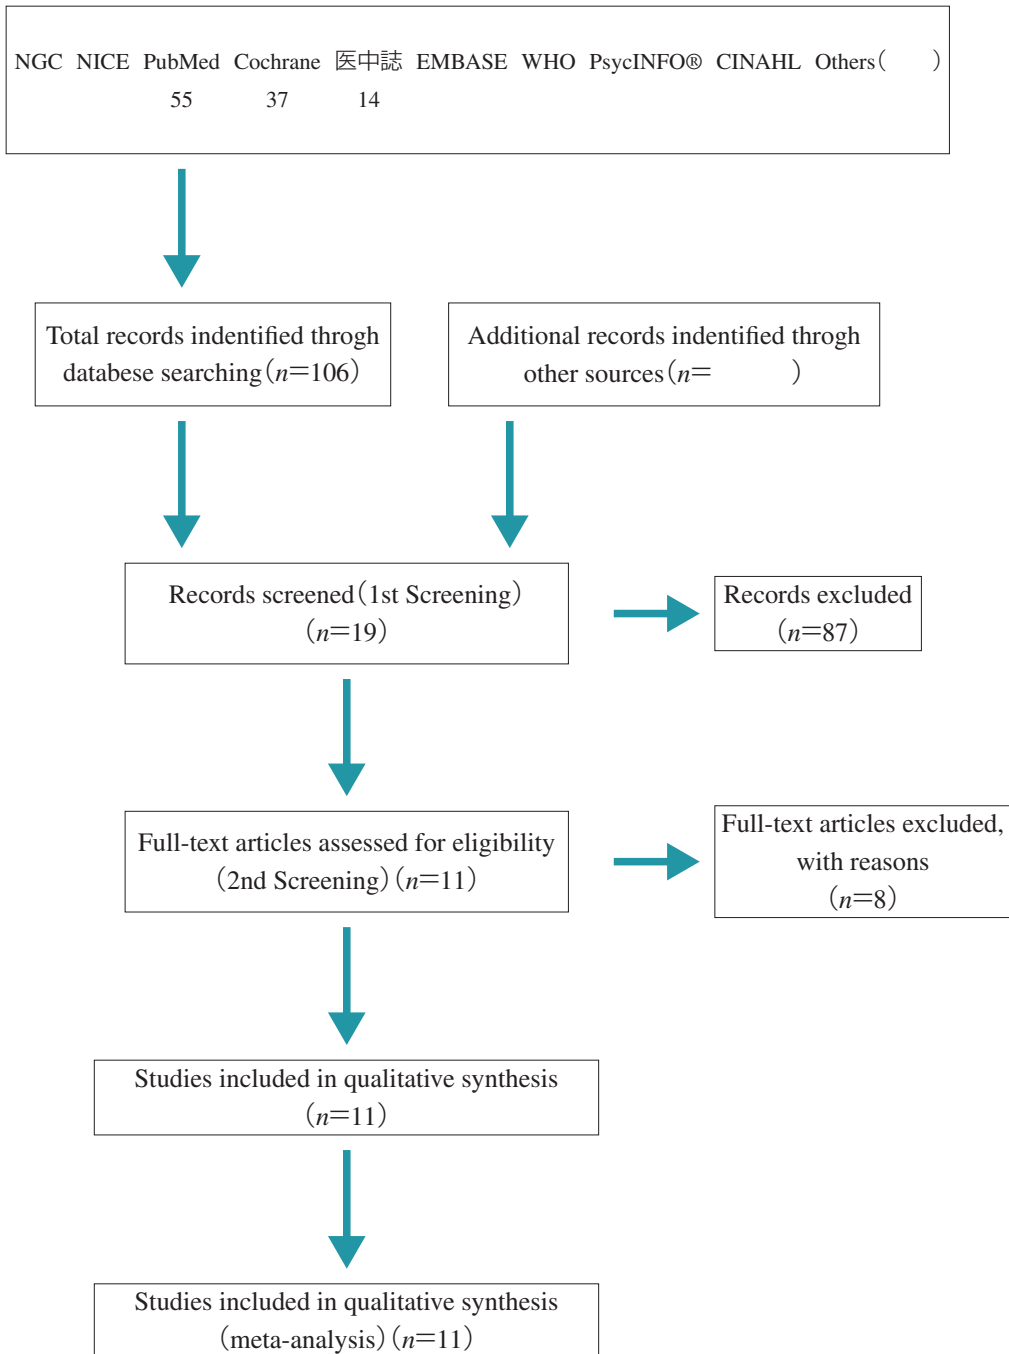 NGC NICE PubMed Cochrane 医中誌 EMBASE WHO PsycINFO® CINAHL Others(　　)
55 37 14
Total records indentified throgh
databese searching(n=106)
Additional records indentified throgh
other sources(n=　　　)
Records screened(1st Screening)
(n=19)
Records excluded
(n=87)
Full-text articles assessed for eligibility
(2nd Screening)(n=11)
Full-text articles excluded,
with reasons
(n=8)
Studies included in qualitative synthesis
(n=11)
Studies included in qualitative synthesis
(meta-analysis)(n=11)